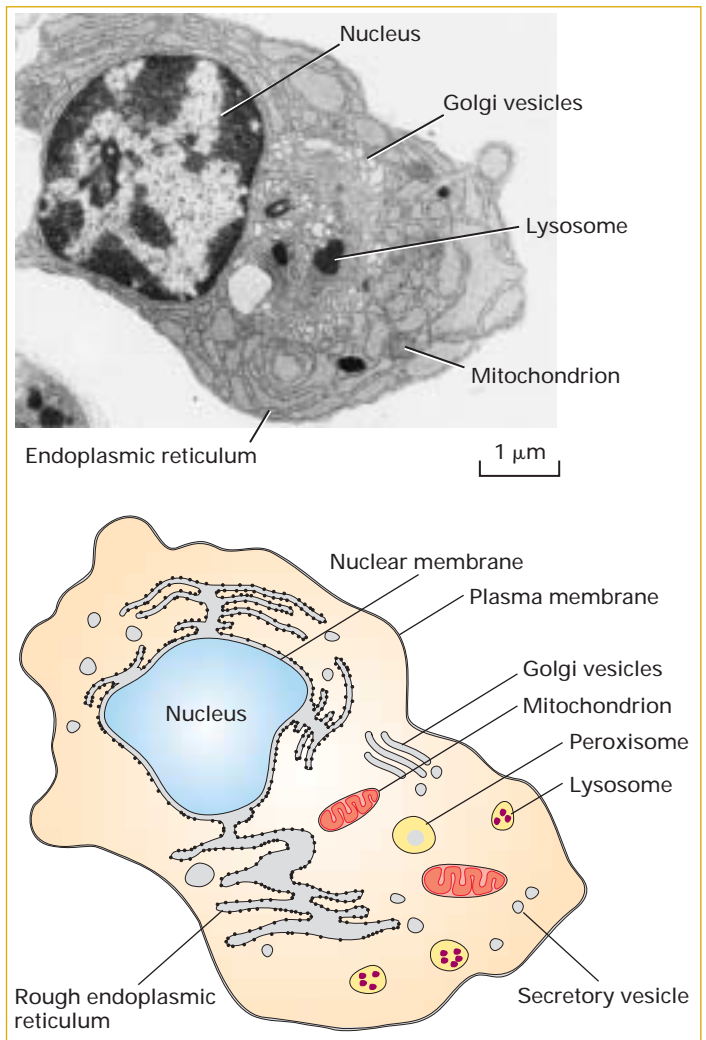 Nucleus
Golgi vesicles
Lysosome
Mitochondrion
Endoplasmic reticulum
1 μm
Nuclear membrane
Plasma membrane
Golgi vesicles
Nucleus
Mitochondrion
Peroxisome
Lysosome
Rough endoplasmic
reticulum
Secretory vesicle